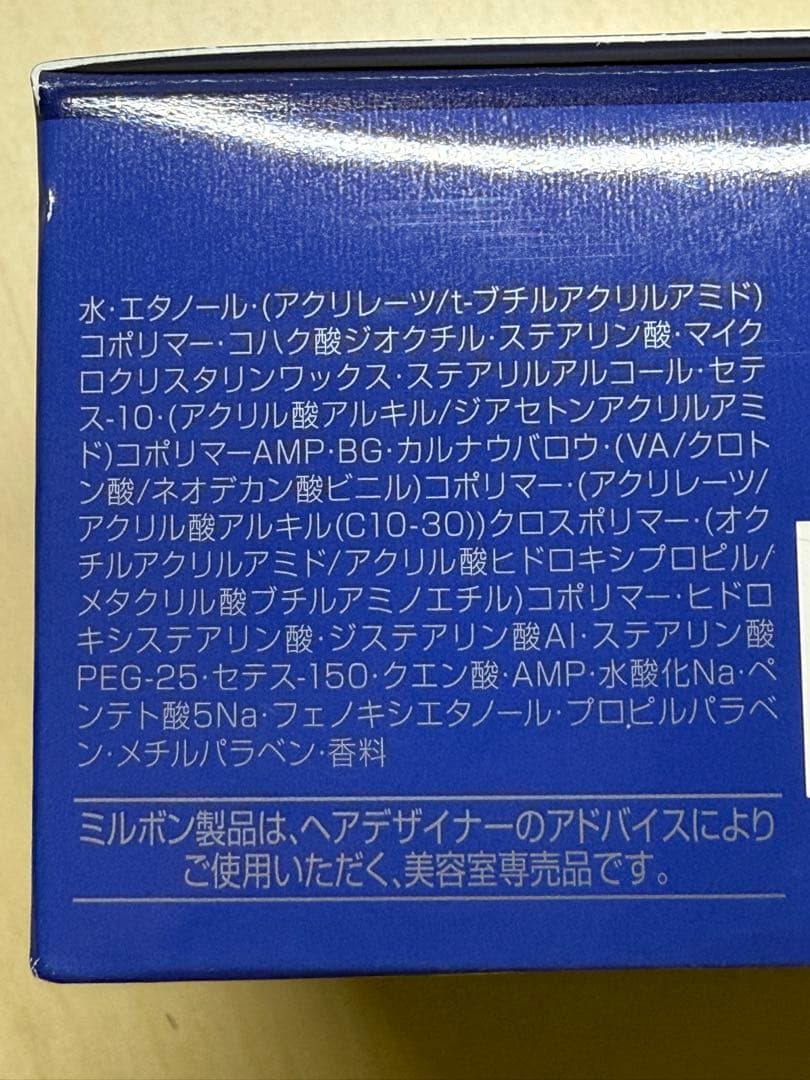 水・エタノール・(アクリレーツ/t-ブチルアクリルアミド)
コポリマー・コハク酸ジオクチル・ステアリン酸・マイク
ロクリスタリンワックス・ステアリルアルコール・セテ
ス-10・(アクリル酸アルキル/ジアセトンアクリルアミ
ド)コポリマーAMP・BG・カルナウバロウ・(VA/クロト
ン酸/ネオデカン酸ビニル)コポリマー・(アクリレーツ/
アクリル酸アルキル(C10-30))クロスポリマー・(オク
チルアクリルアミド/アクリル酸ヒドロキシプロピル/
メタクリル酸ブチルアミノエチル)コポリマー・ヒドロ
キシステアリン酸・ジステアリン酸Al・ステアリン酸
PEG-25・セテス-150・クエン酸・AMP・水酸化Na・ペ
ンテト酸5Na・フェノキシエタノール・プロピルパラベ
ン・メチルパラベン・香料
ミルボン製品は、ヘアデザイナーのアドバイスにより
ご使用いただく、美容室専売品です。